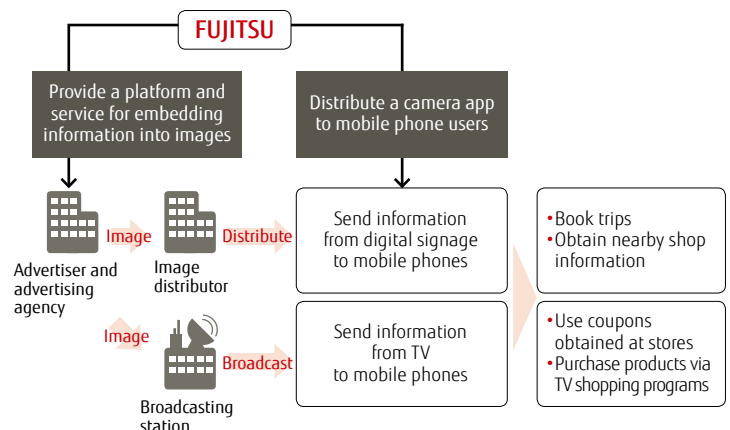 FUJITSU
Provide a platform and
service for embedding
information into images
Distribute a camera app
to mobile phone users
Image
Distribute
Advertiser and
advertising
agency
Image
distributor
Send information
from digital signage
to mobile phones
•Book trips
•Obtain nearby shop
information
Image
Broadcast
Broadcasting
station
Send information
from TV
to mobile phones
•Use coupons
obtained at stores
•Purchase products via
TV shopping programs